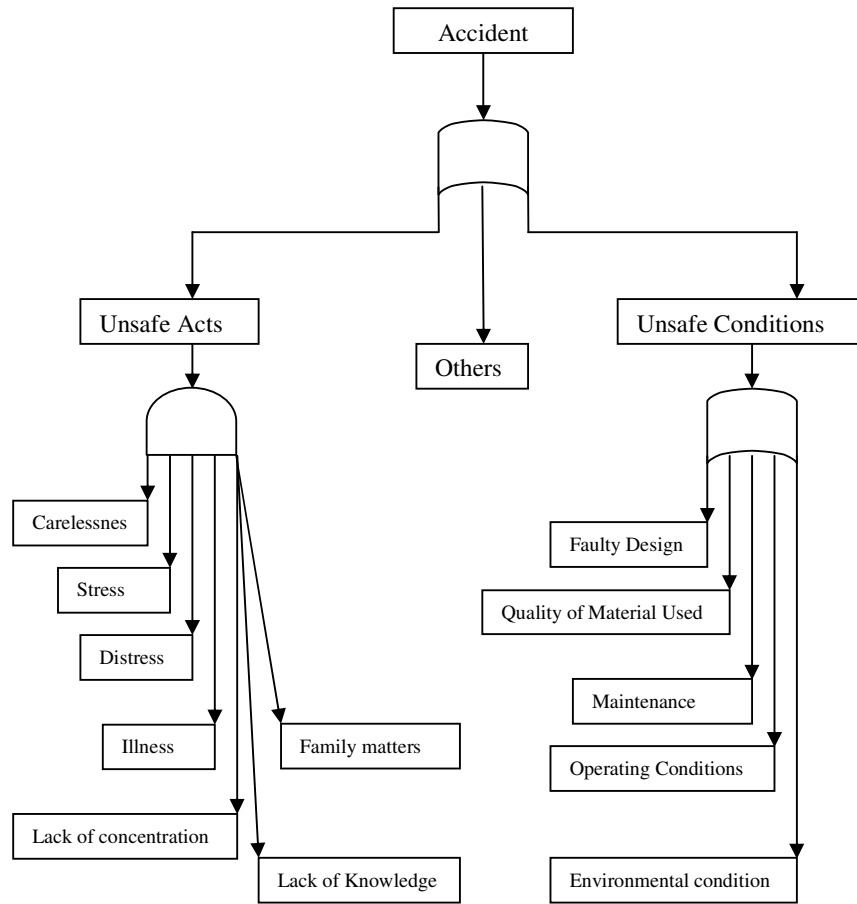 Accident
Unsafe Acts
Unsafe Conditions
Others
Carelessnes
Faulty Design
Stress
Quality of Material Used
Distress
Maintenance
Illness
Family matters
Operating Conditions
Lack of concentration
Lack of Knowledge
Environmental condition